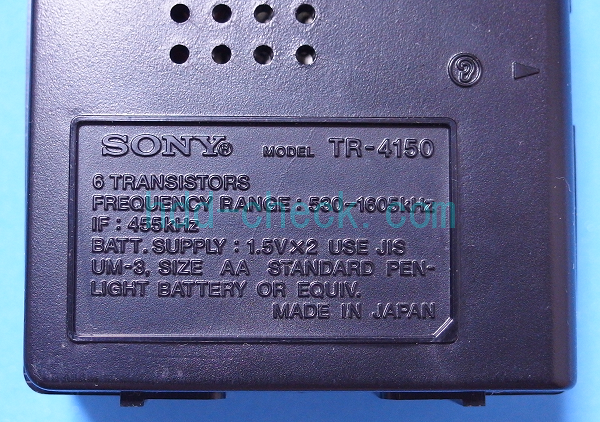 SONY® MODEL TR-4150
6 TRANSISTORS
FREQUENCY RANGE : 530-1605kHz
IF : 455kHz
BATT. SUPPLY : 1.5V×2 USE JIS
UM-3, SIZE AA STANDARD PEN-
LIGHT BATTERY OR EQUIV.
MADE IN JAPAN